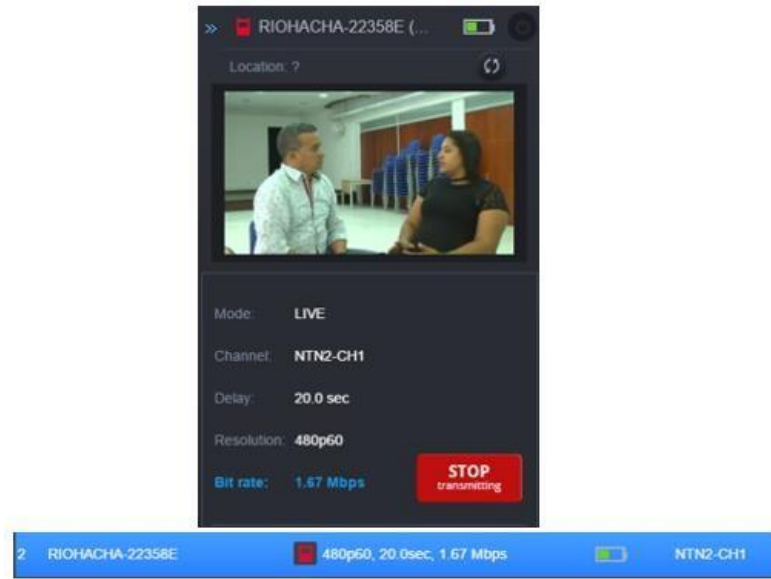 » RIOHACHA-22358E (...
Location: ?
Mode: LIVE
Channel: NTN2-CH1
Delay: 20.0 sec
Resolution: 480p60
Bit rate: 1.67 Mbps
STOP
transmitting
2 RIOHACHA-22358E 480p60, 20.0sec, 1.67 Mbps NTN2-CH1